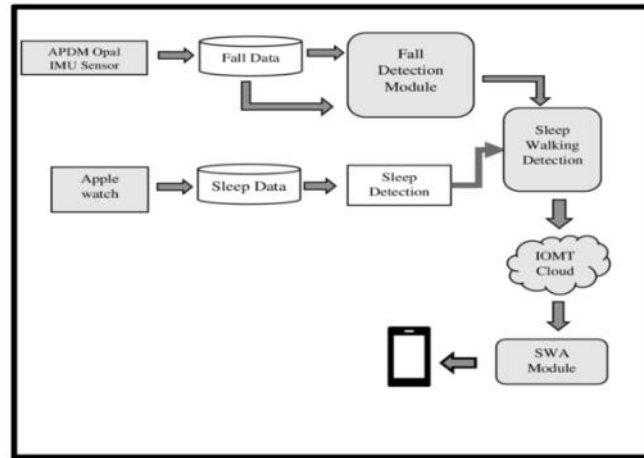 APDM Opal
IMU Sensor
Fall Data
Fall
Detection
Module
Apple
watch
Sleep Data
Sleep
Detection
Sleep
Walking
Detection
IOMT
Cloud
SWA
Module